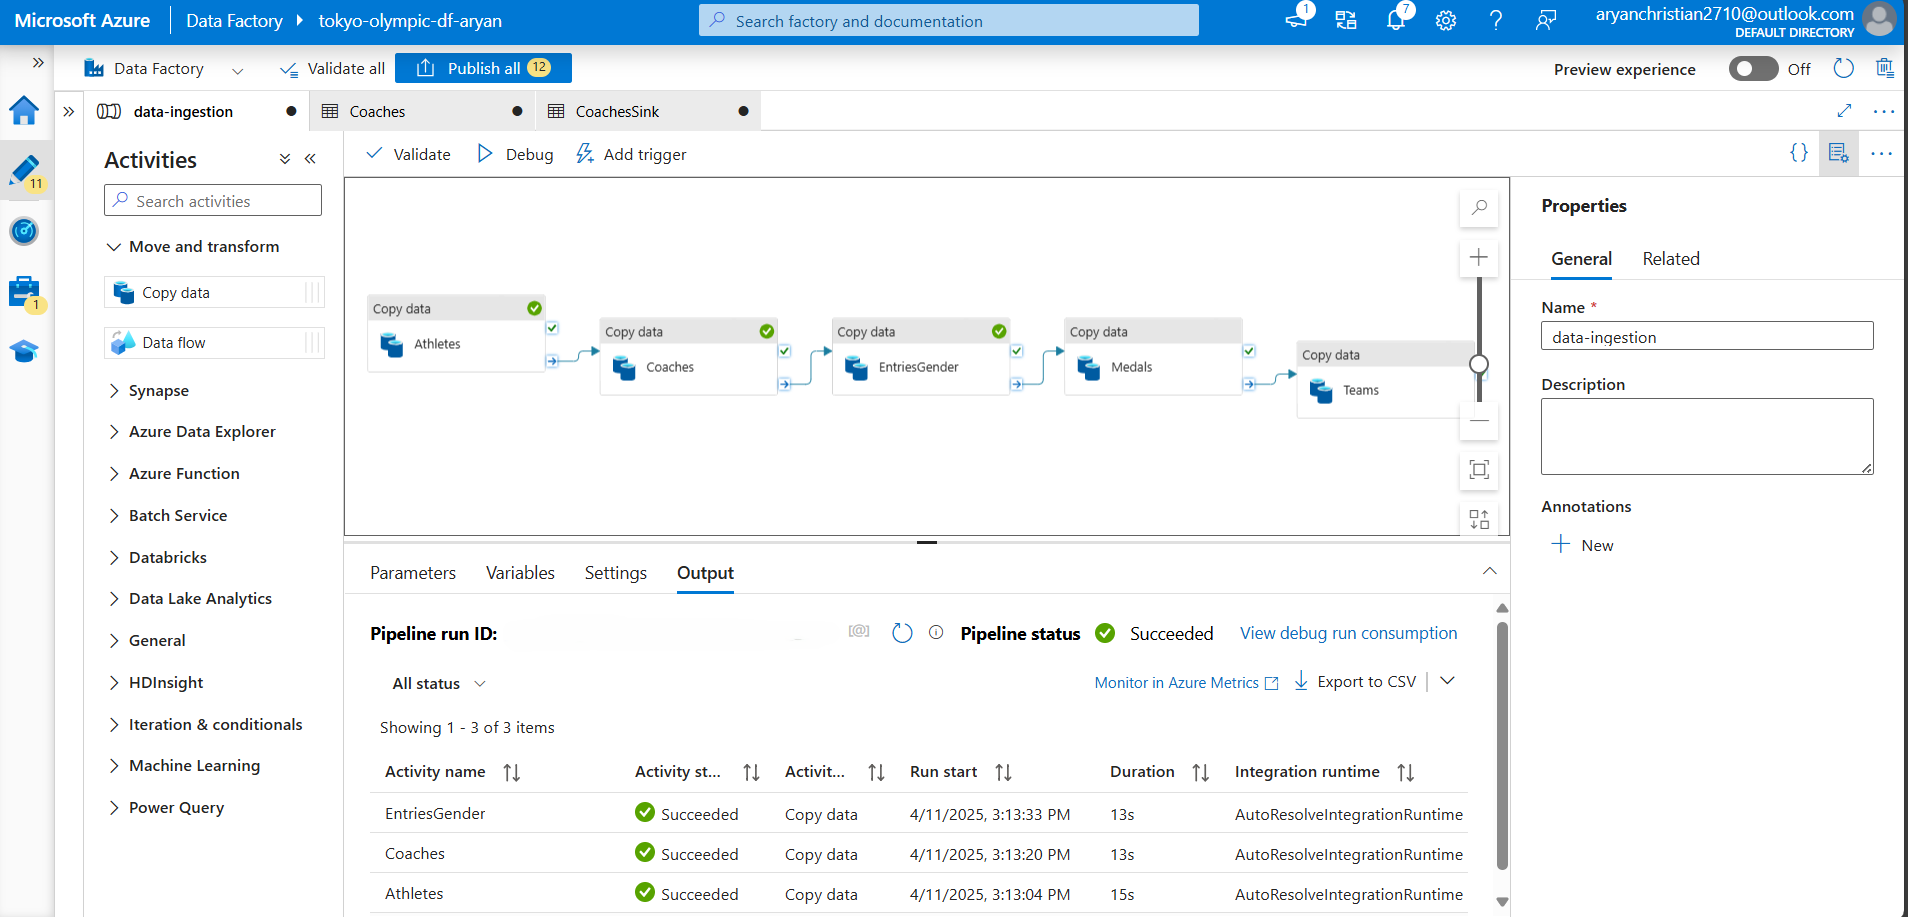 Microsoft Azure
Data Factory
tokyo-olympic-df-aryan
Search factory and documentation
1
7
aryanchristian2710@outlook.com
DEFAULT DIRECTORY
Data Factory
Validate all
Publish all 12
Preview experience
Off
data-ingestion
Coaches
CoachesSink
11
1
Activities
Search activities
Move and transform
Copy data
Data flow
Synapse
Azure Data Explorer
Azure Function
Batch Service
Databricks
Data Lake Analytics
General
HDInsight
Iteration & conditionals
Machine Learning
Power Query
Validate
Debug
Add trigger
{}
Copy data
Athletes
Copy data
Coaches
Copy data
EntriesGender
Copy data
Medals
Copy data
Teams
Parameters
Variables
Settings
Output
Pipeline run ID:
[@]
Pipeline status
Succeeded
View debug run consumption
All status
Monitor in Azure Metrics
Export to CSV
Showing 1 - 3 of 3 items
Activity name Activity st... Activit... Run start Duration Integration runtime
EntriesGender Succeeded Copy data 4/11/2025, 3:13:33 PM 13s AutoResolveIntegrationRuntime
Coaches Succeeded Copy data 4/11/2025, 3:13:20 PM 13s AutoResolveIntegrationRuntime
Athletes Succeeded Copy data 4/11/2025, 3:13:04 PM 15s AutoResolveIntegrationRuntime
Properties
General
Related
Name *
data-ingestion
Description
Annotations
New